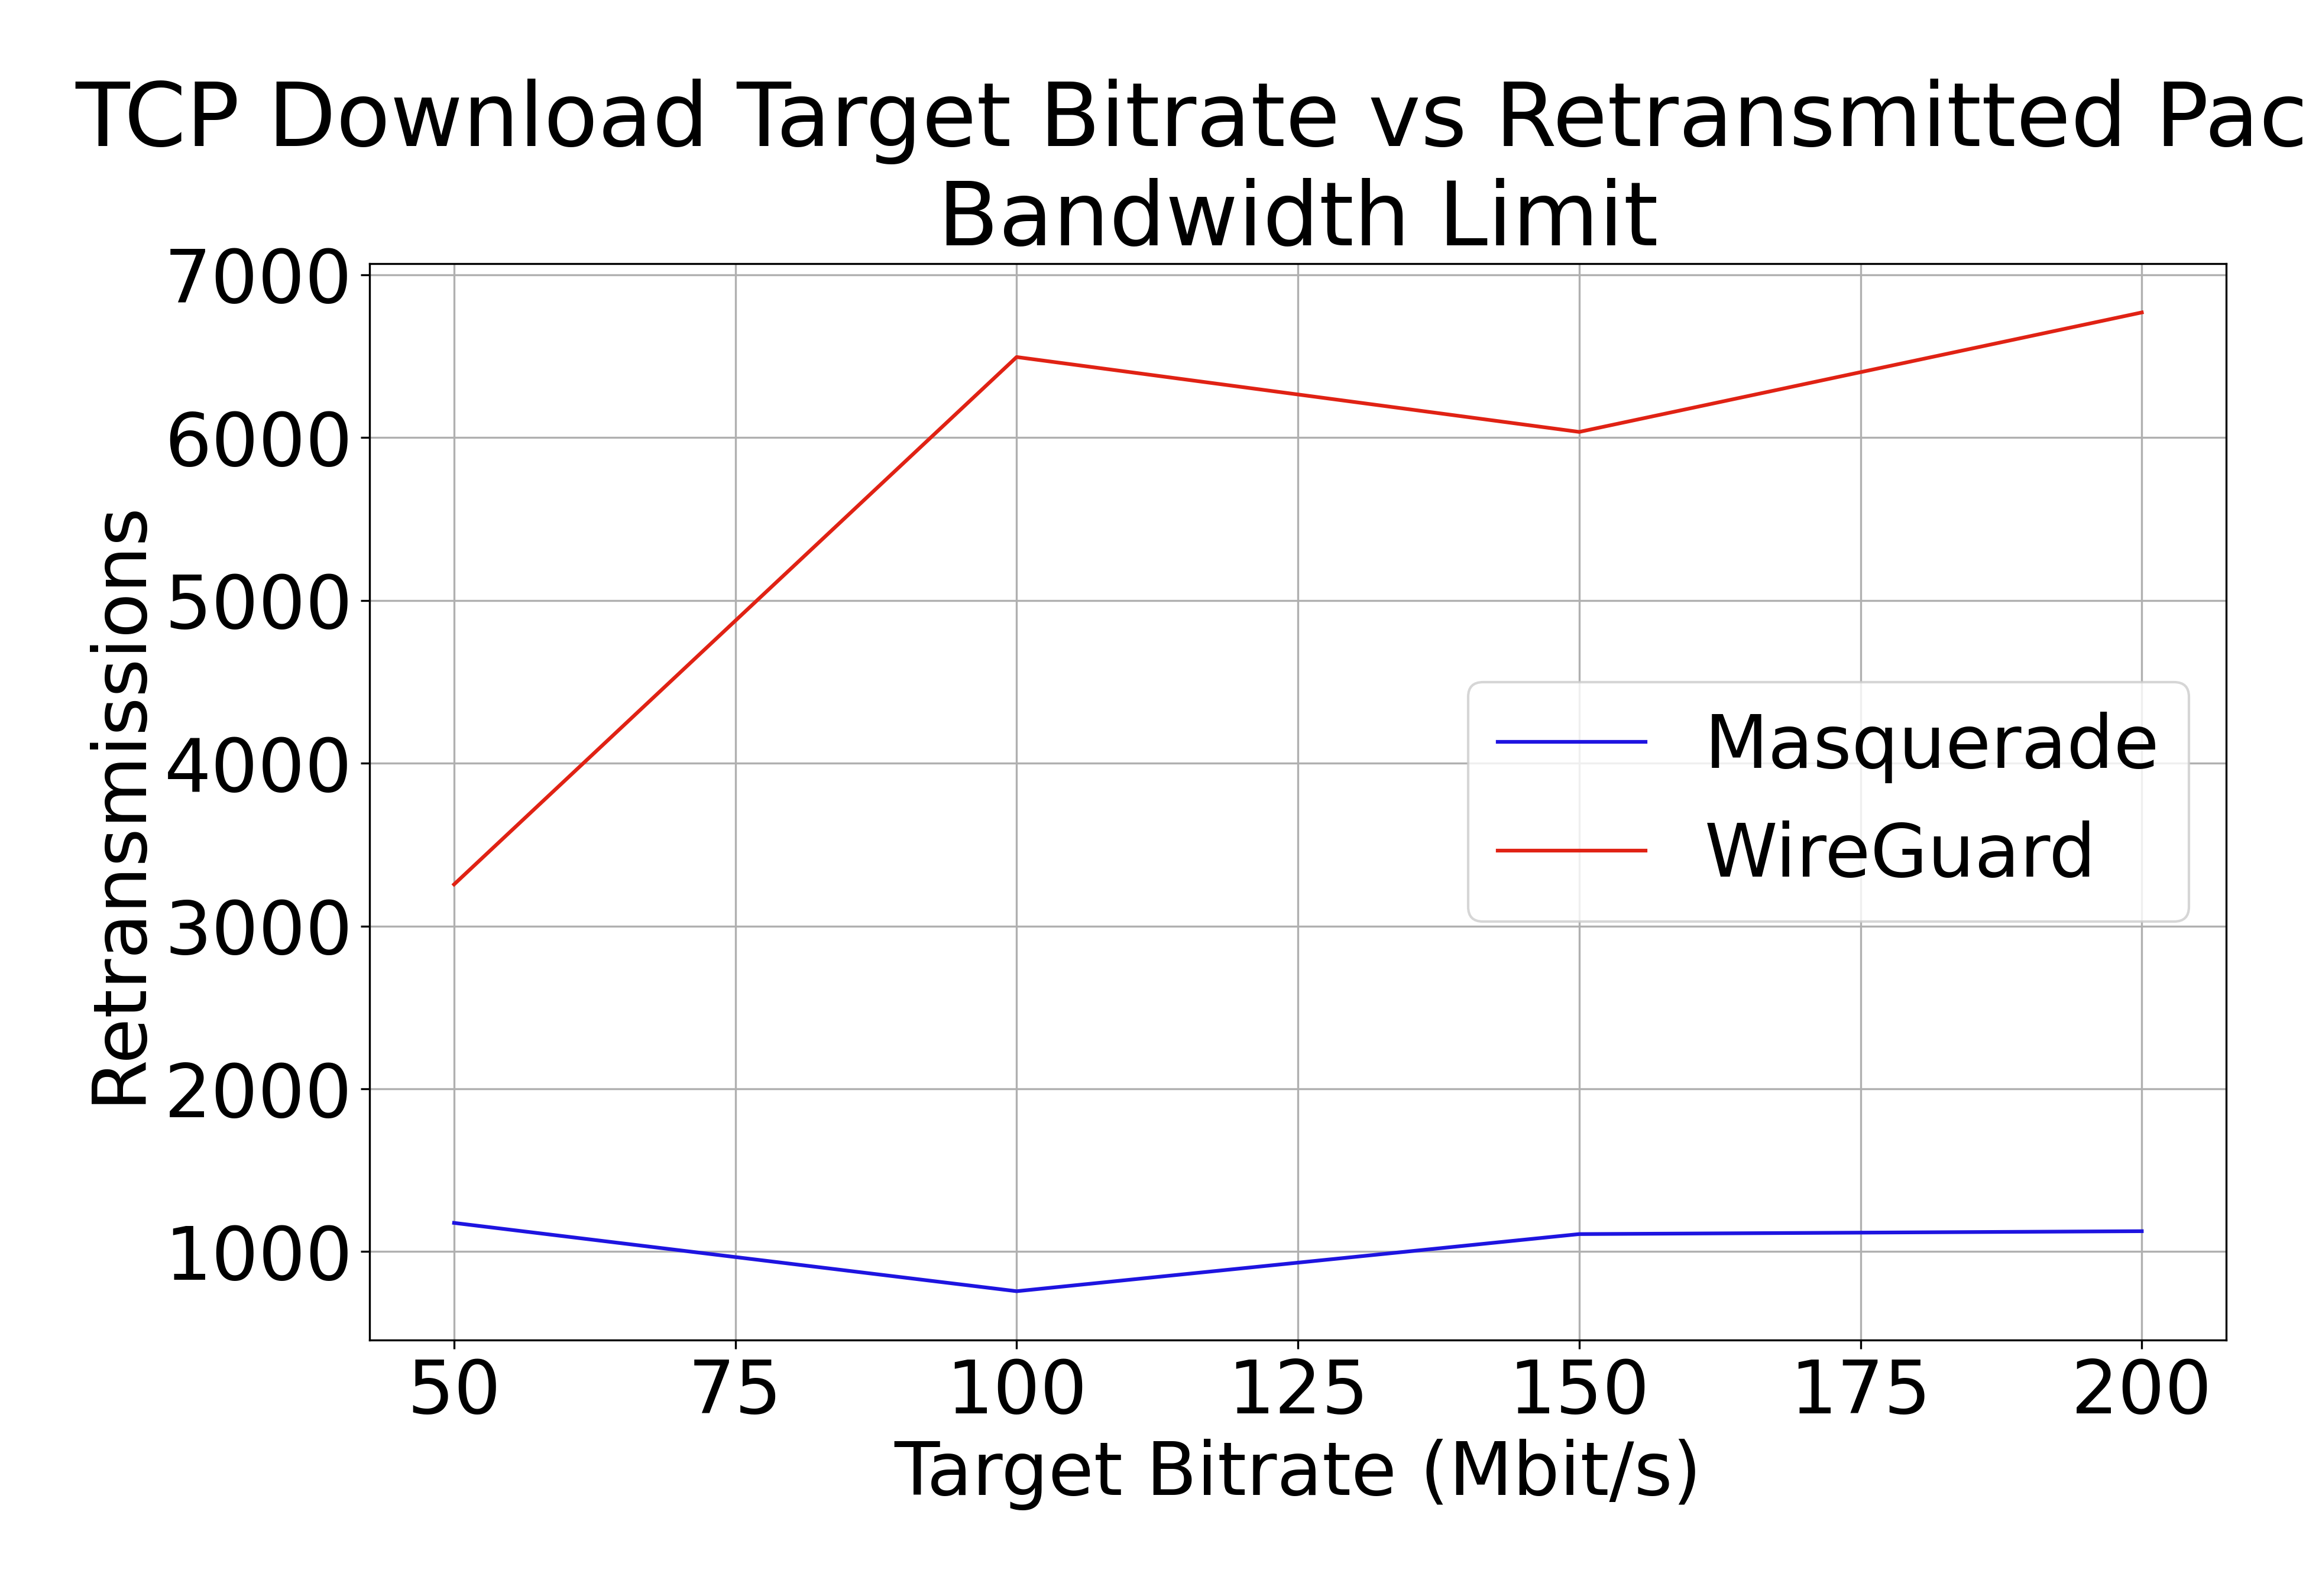 TCP Download Target Bitrate vs Retransmitted Pac
Bandwidth Limit
7000
6000
5000
4000
3000
2000
1000
Retransmissions
Masquerade
WireGuard
50 75 100 125 150 175 200
Target Bitrate (Mbit/s)